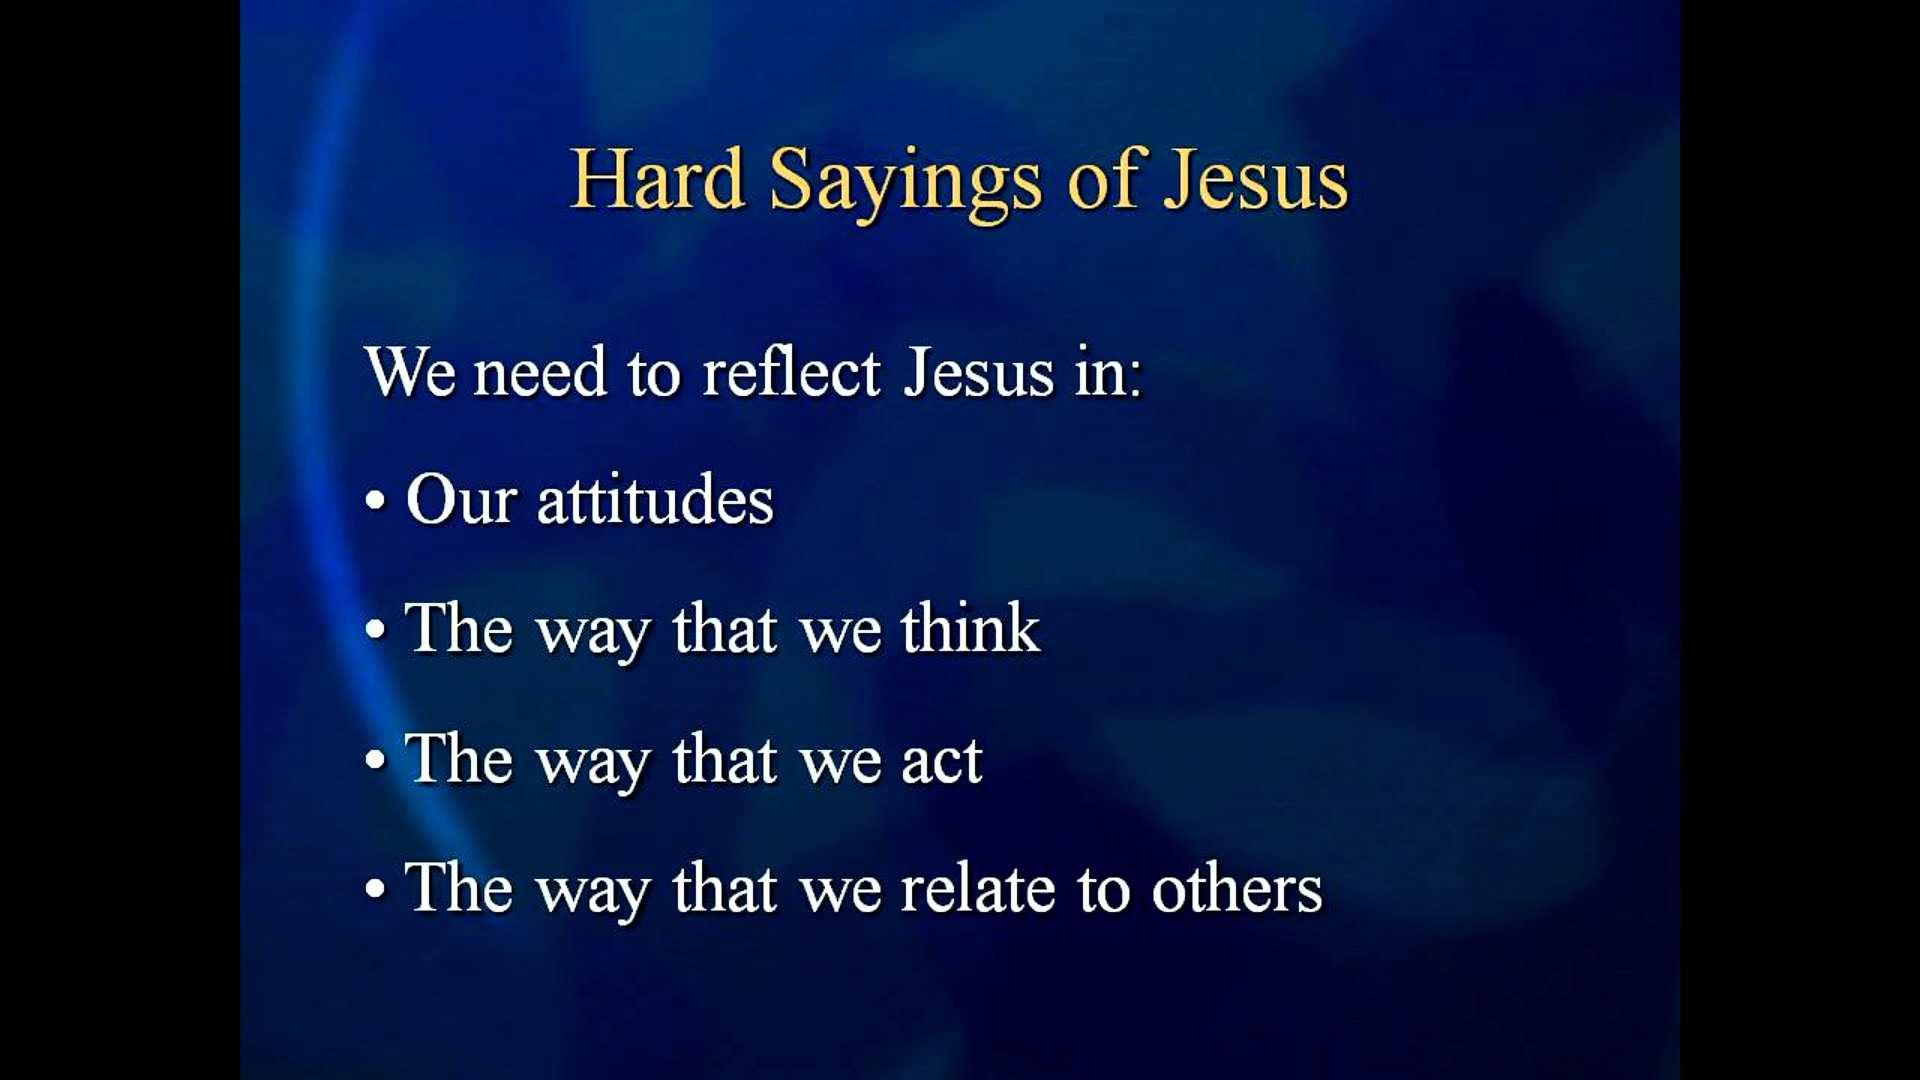 Hard Sayings of Jesus
We need to reflect Jesus in:
• Our attitudes
• The way that we think
• The way that we act
• The way that we relate to others